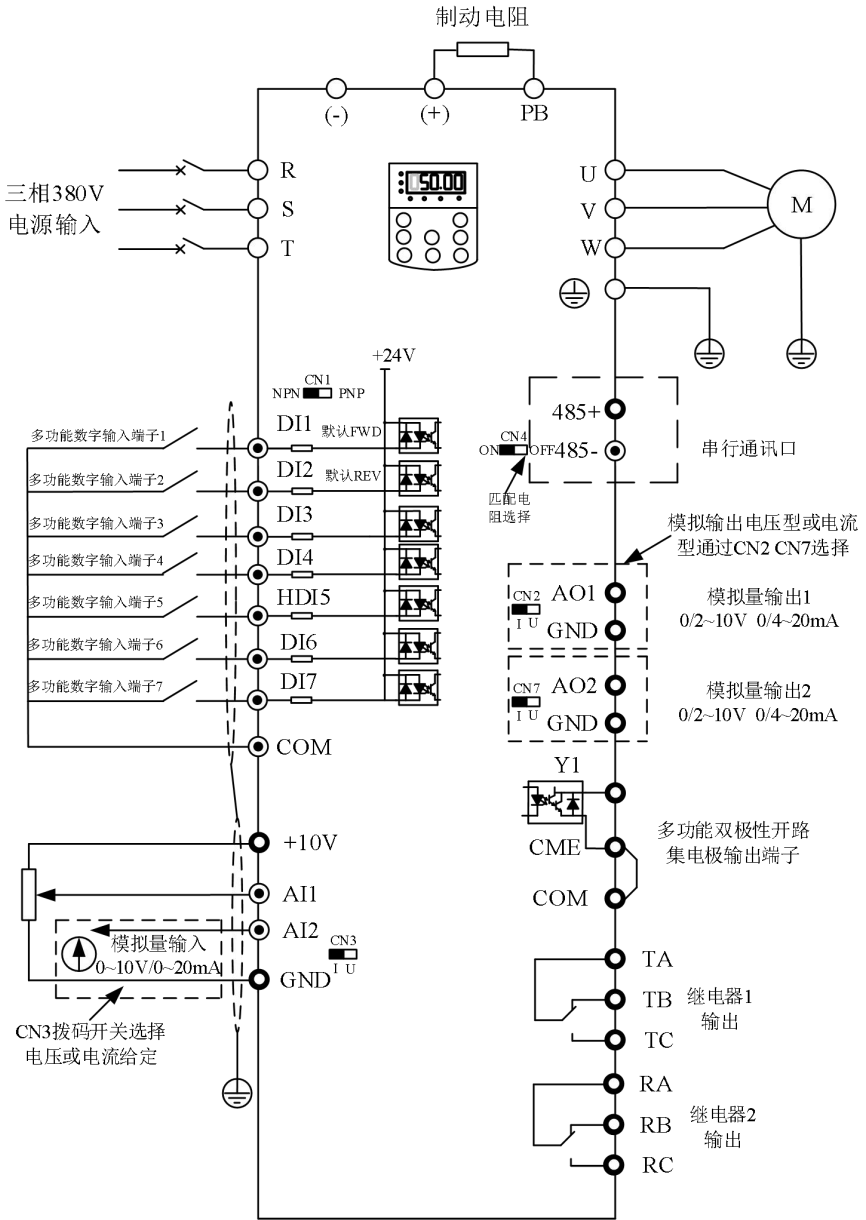 制动电阻
(-)
(+)
PB
三相380V
电源输入
R
S
T
50.00
U
V
W
M
+24V
CN1
NPN
PNP
多功能数字输入端子1
DI1
默认FWD
多功能数字输入端子2
DI2
默认REV
多功能数字输入端子3
DI3
多功能数字输入端子4
DI4
多功能数字输入端子5
HDI5
多功能数字输入端子6
DI6
多功能数字输入端子7
DI7
COM
485+
CN4
ON
OFF
485-
串行通讯口
匹配电
阻选择
模拟输出电压型或电流
型通过CN2 CN7选择
CN2
I U
AO1
GND
模拟量输出1
0/2~10V 0/4~20mA
CN7
I U
AO2
GND
模拟量输出2
0/2~10V 0/4~20mA
Y1
CME
COM
多功能双极性开路
集电极输出端子
+10V
AI1
AI2
GND
CN3
I U
模拟量输入
0~10V/0~20mA
CN3拨码开关选择
电压或电流给定
TA
TB
TC
继电器1
输出
RA
RB
RC
继电器2
输出